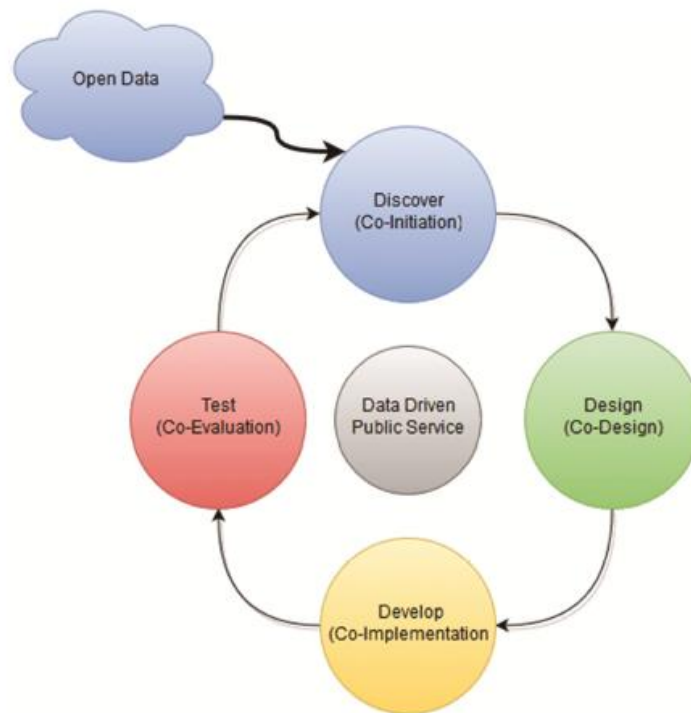 Open Data
Discover
(Co-Initiation)
Test
(Co-Evaluation)
Data Driven
Public Service
Design
(Co-Design)
Develop
(Co-Implementation